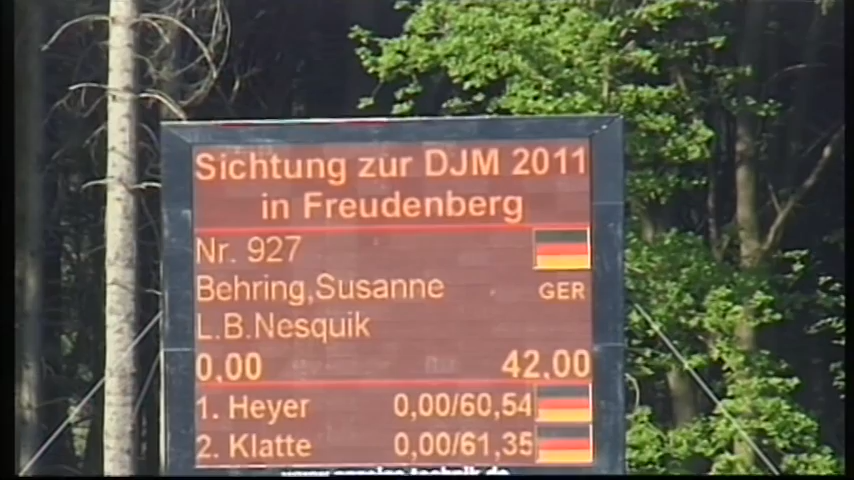 Sichtung zur DJM 2011
in Freudenberg
Nr. 927
Behring,Susanne GER
L.B.Nesquik
0,00 42,00
1. Heyer 0,00/60,54
2. Klatte 0,00/61,35